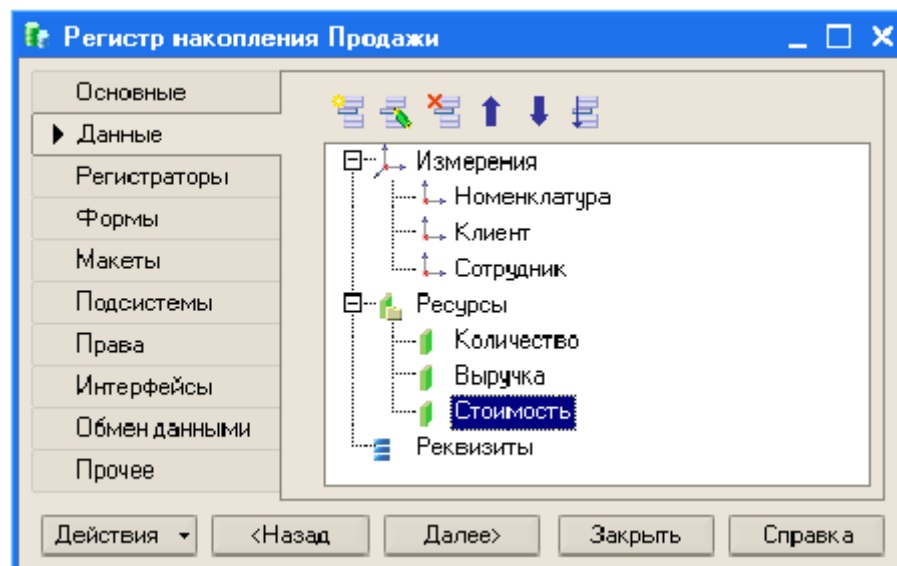 Регистр накопления Продажи
Основные
Данные
Регистраторы
Формы
Макеты
Подсистемы
Права
Интерфейсы
Обмен данными
Прочее
Измерения
Номенклатура
Клиент
Сотрудник
Ресурсы
Количество
Выручка
Стоимость
Реквизиты
Действия <Назад Далее> Закрыть Справка